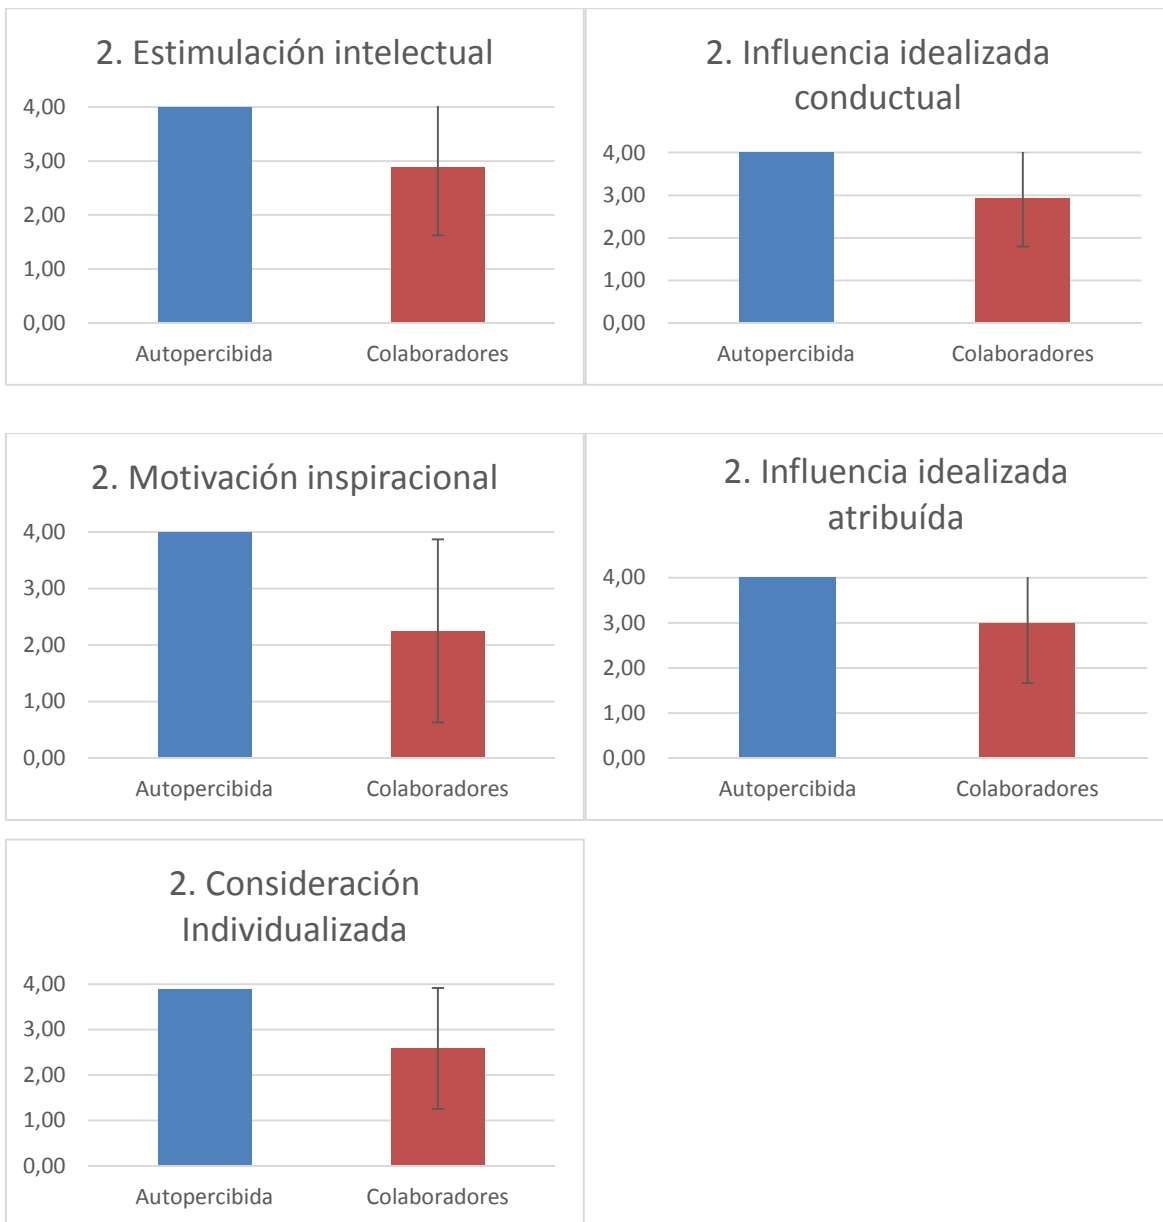 2. Estimulación intelectual
4,00
3,00
2,00
1,00
0,00
Autopercibida Colaboradores
2. Influencia idealizada
conductual
4,00
3,00
2,00
1,00
0,00
Autopercibida Colaboradores
2. Motivación inspiracional
4,00
3,00
2,00
1,00
0,00
Autopercibida Colaboradores
2. Influencia idealizada
atribuída
4,00
3,00
2,00
1,00
0,00
Autopercibida Colaboradores
2. Consideración
Individualizada
4,00
3,00
2,00
1,00
0,00
Autopercibida Colaboradores